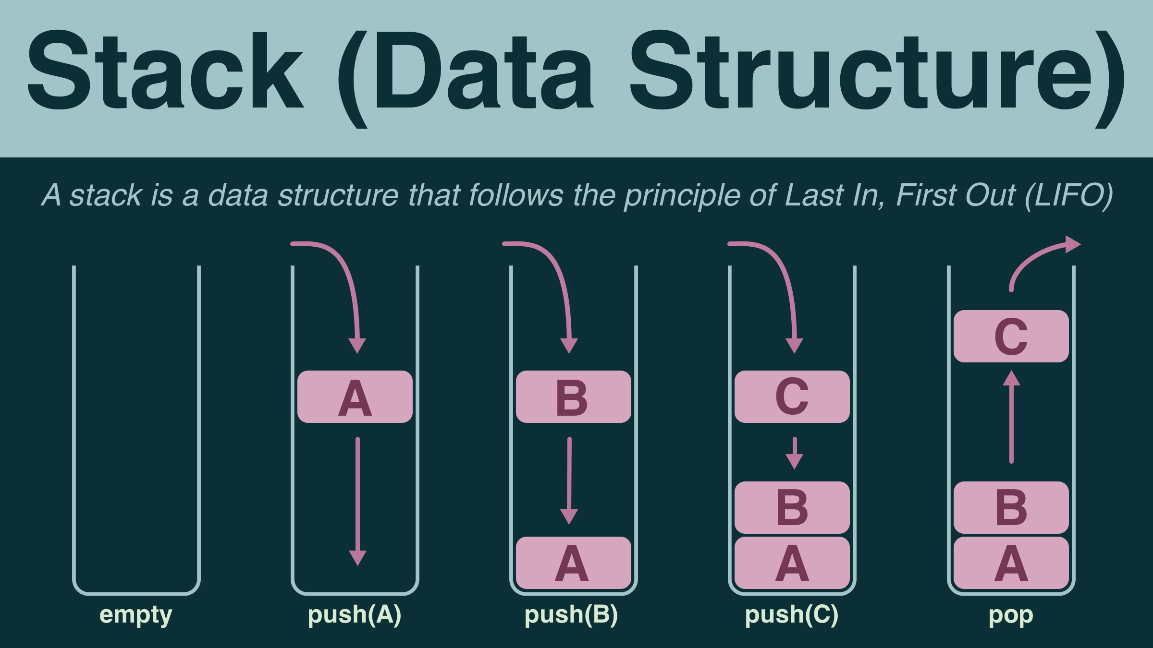 Stack (Data Structure)
A stack is a data structure that follows the principle of Last In, First Out (LIFO)
C
A B C
B B
A A A
empty push(A) push(B) push(C) pop